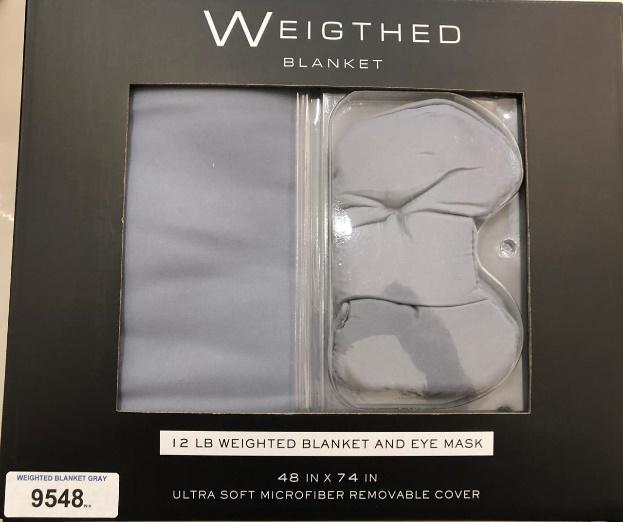 WEIGTHED
BLANKET
12 LB WEIGHTED BLANKET AND EYE MASK
48 IN X 74 IN
ULTRA SOFT MICROFIBER REMOVABLE COVER
WEIGHTED BLANKET GRAY
9548